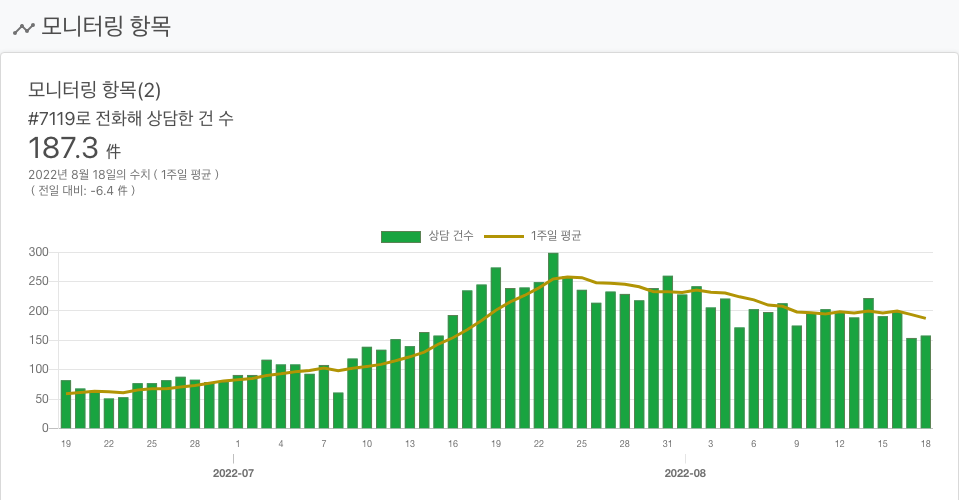 모니터링 항목
모니터링 항목(2)
#7119로 전화해 상담한 건 수
187.3 件
2022년 8월 18일의 수치 ( 1주일 평균 )
( 전일 대비: -6.4 件 )
상담 건수 1주일 평균
300
250
200
150
100
50
0
19 22 25 28 1 4 7 10 13 16 19 22 25 28 31 3 6 9 12 15 18
2022-07 2022-08